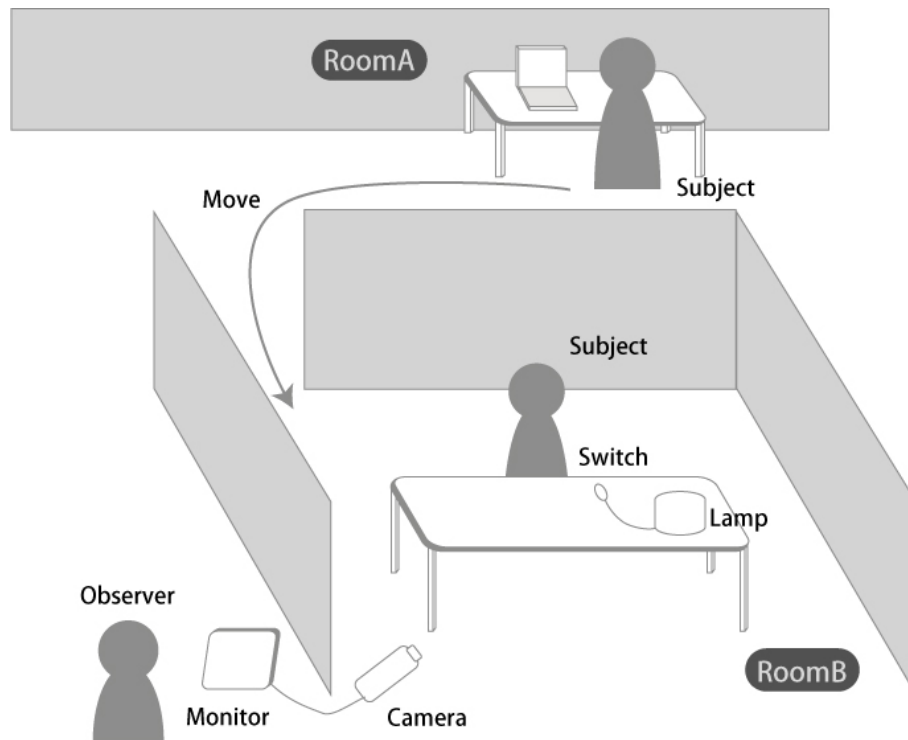 RoomA
Subject
Move
Subject
Switch
Lamp
Observer
RoomB
Monitor
Camera